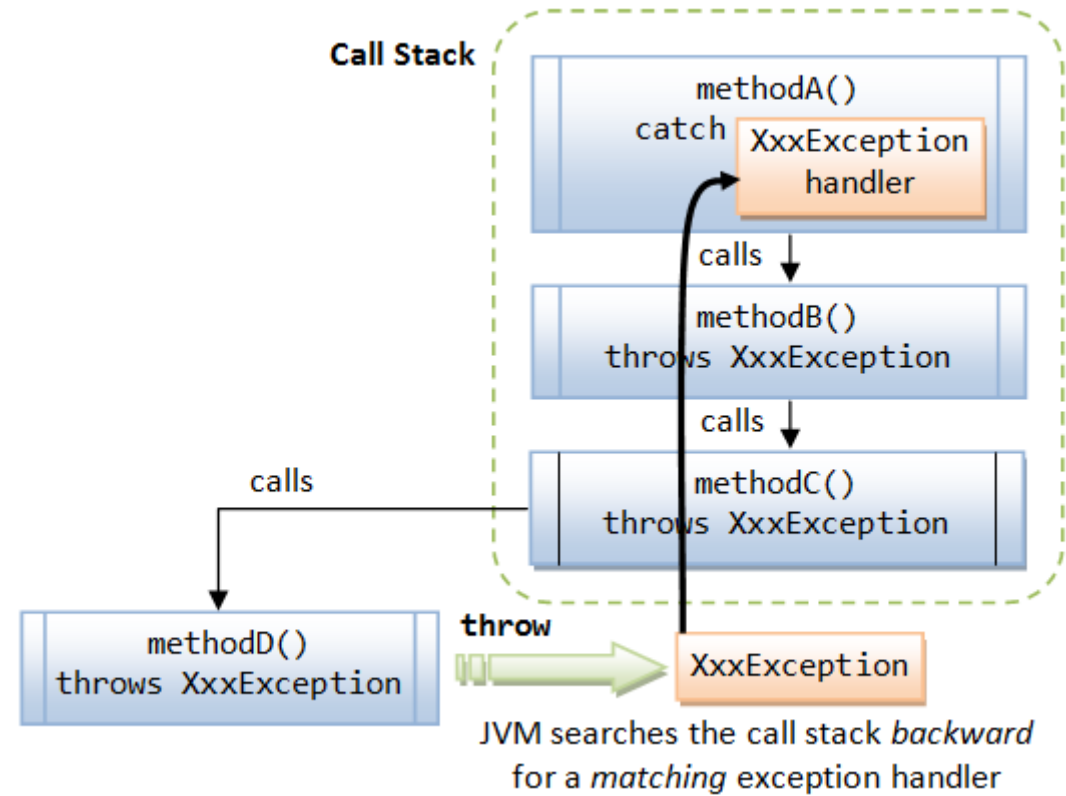 Call Stack
methodA()
catch
XxxException
handler
calls
methodB()
throws XxxException
calls
methodC()
throws XxxException
calls
methodD()
throws XxxException
throw
XxxException
JVM searches the call stack backward
for a matching exception handler